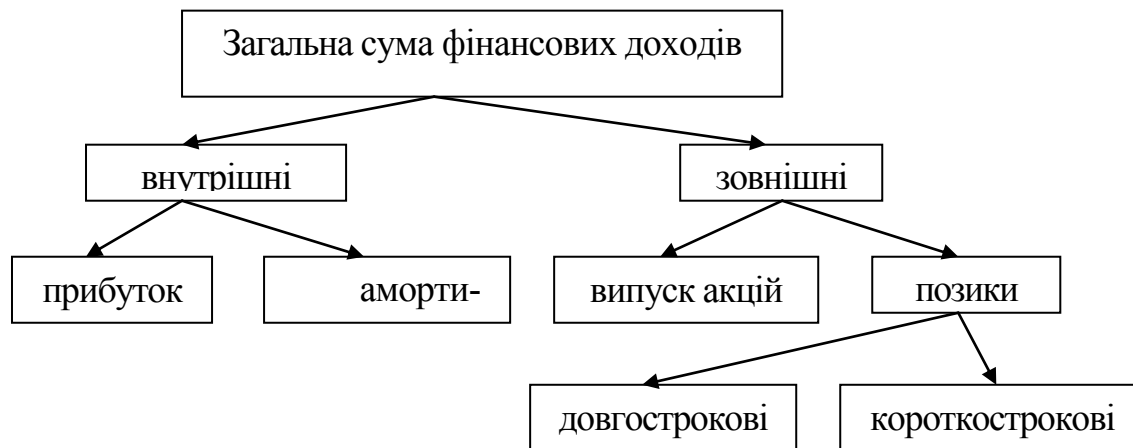 Загальна сума фінансових доходів
внутрішні
зовнішні
прибуток
аморти-
випуск акцій
позики
довгострокові
короткострокові